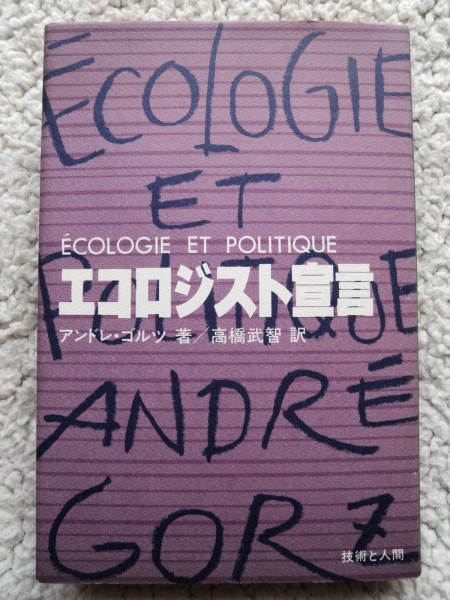 ÉCOLOGIE
ET
POLITIQUE
ANDRÉ
GORZ
ÉCOLOGIE ET POLITIQUE
エコロジスト宣言
アンドレ・ゴルツ 著／高橋武智 訳
技術と人間